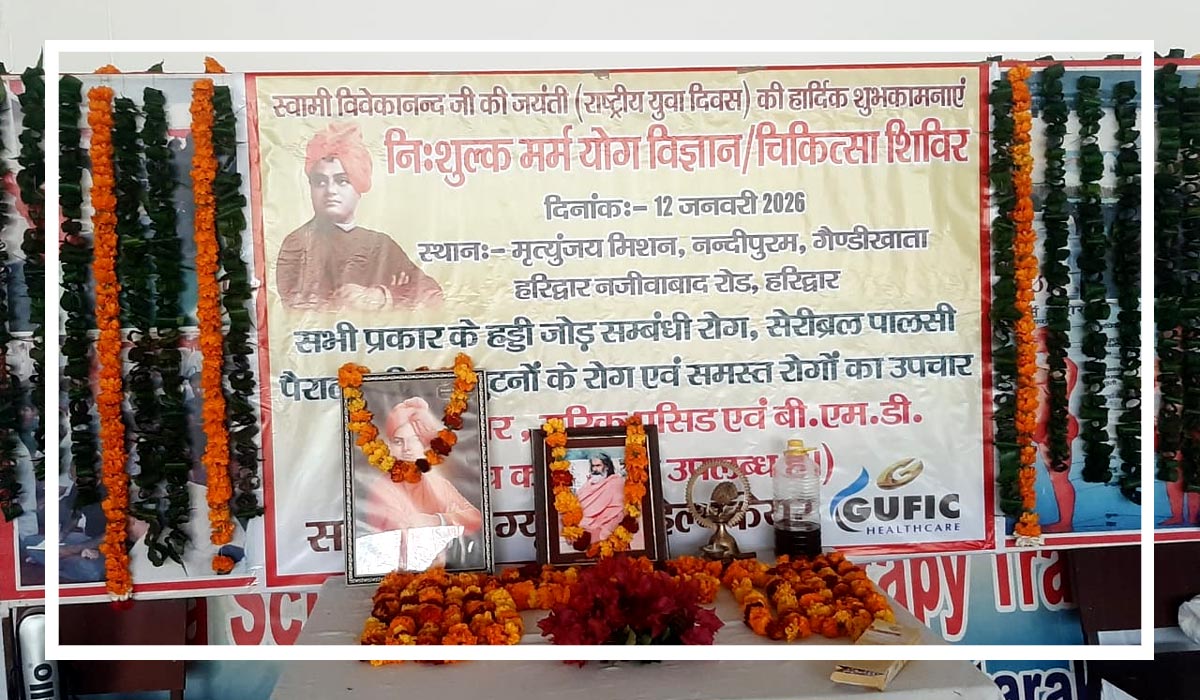 स्वामी विवेकानन्द जी की जयंती (राष्ट्रीय युवा दिवस) की हार्दिक शुभकामनाएं
निःशुल्क मर्म योग विज्ञान/चिकित्सा शिविर
दिनांकः– 12 जनवरी 2026
स्थानः– मृत्युंजय मिशन, नन्दीपुरम, गैण्डीखाता
हरिद्वार नजीवाबाद रोड, हरिद्वार
सभी प्रकार के हड्डी जोड़ सम्बंधी रोग, सेरीब्रल पालसी
के रोग एवं समस्त रोगों का उपचार
एवं बी.एम.डी.
उपलब्ध
GUFIC
HEALTHCARE